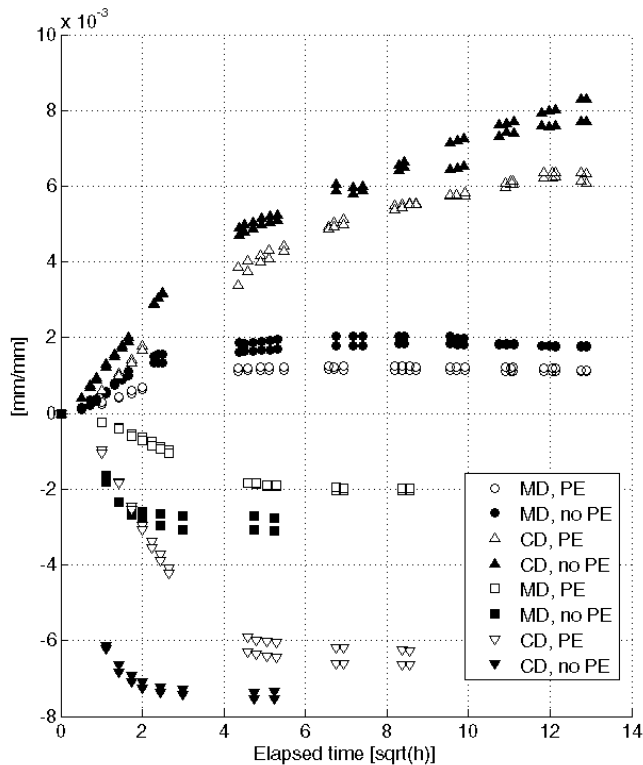 × 10⁻³
10
8
6
4
2
0
-2
-4
-6
-8
[mm/mm]
0
2
4
6
8
10
12
14
Elapsed time [sqrt(h)]
MD, PE
MD, no PE
CD, PE
CD, no PE
MD, PE
MD, no PE
CD, PE
CD, no PE